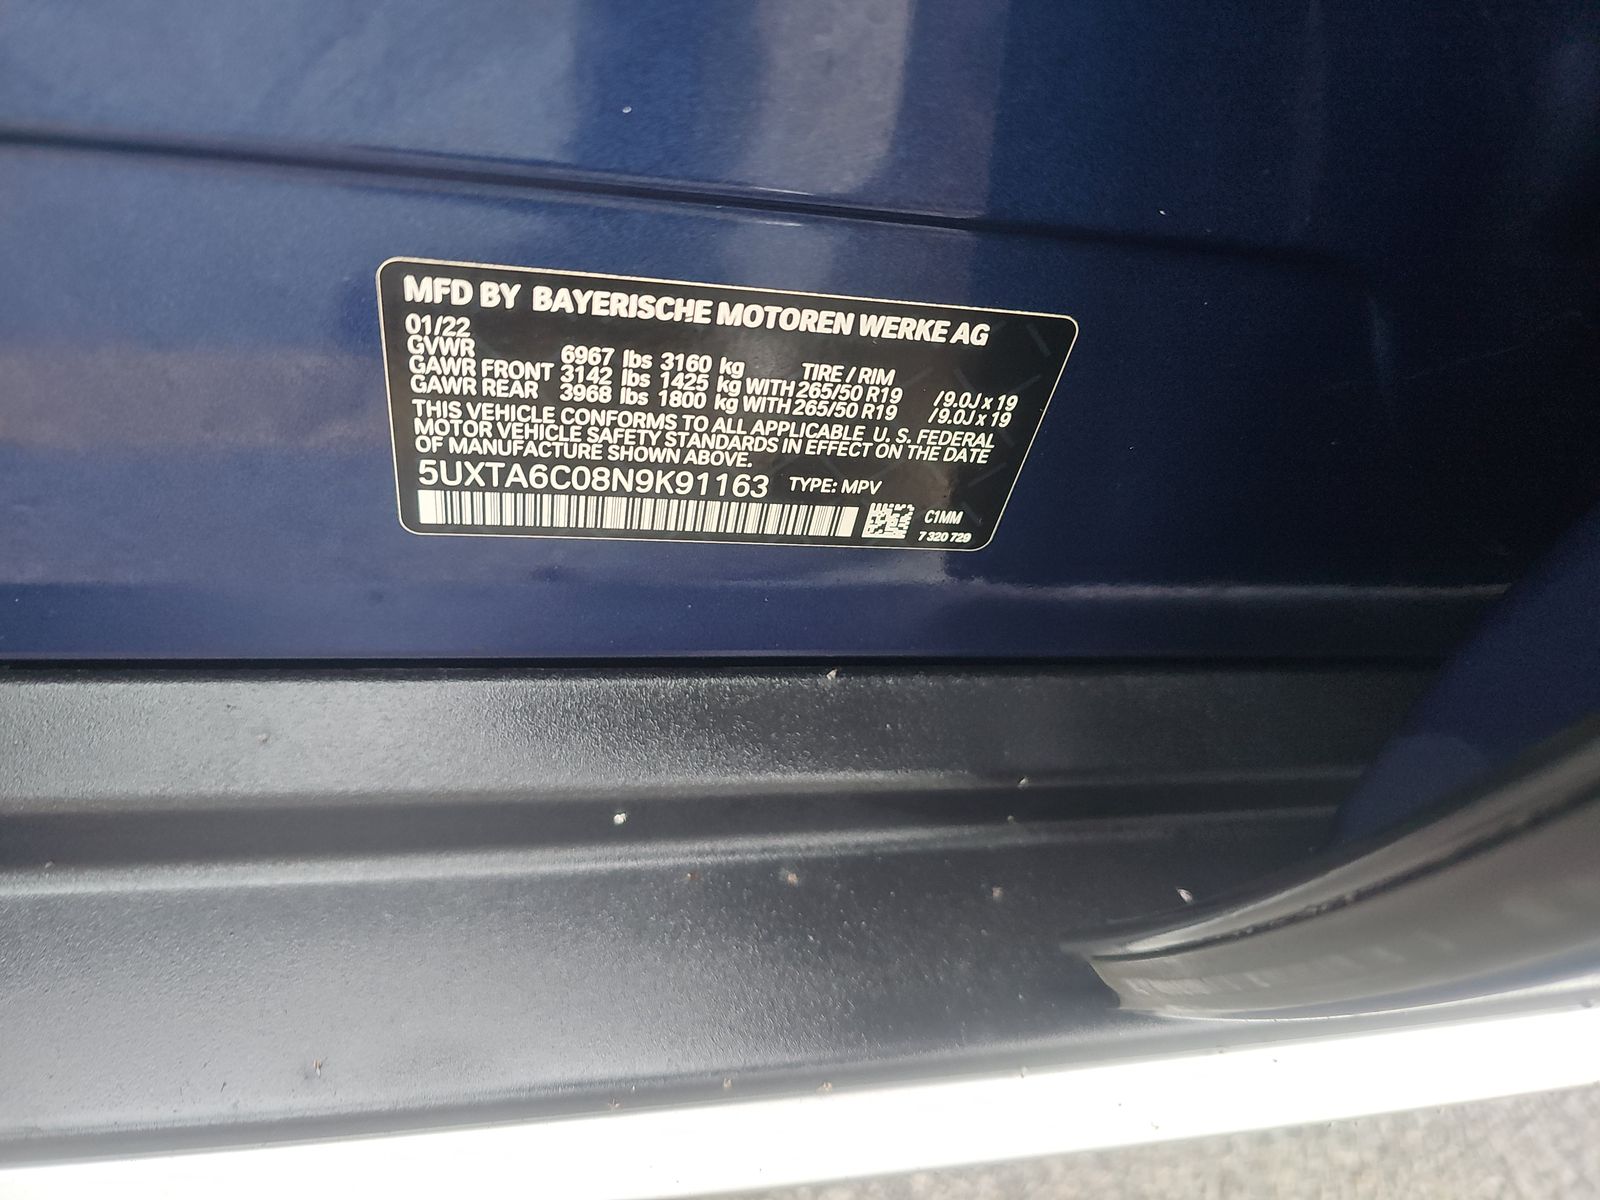 MFD BY BAYERISCHE MOTOREN WERKE AG
01/22
GVWR 6967 lbs 3160 kg TIRE / RIM
GAWR FRONT 3142 lbs 1425 kg WITH 265/50 R19 /9.0J x 19
GAWR REAR 3968 lbs 1800 kg WITH 265/50 R19 /9.0J x 19
THIS VEHICLE CONFORMS TO ALL APPLICABLE U. S. FEDERAL
MOTOR VEHICLE SAFETY STANDARDS IN EFFECT ON THE DATE
OF MANUFACTURE SHOWN ABOVE.
5UXTA6C08N9K91163 TYPE: MPV
C1MM
7 320 729